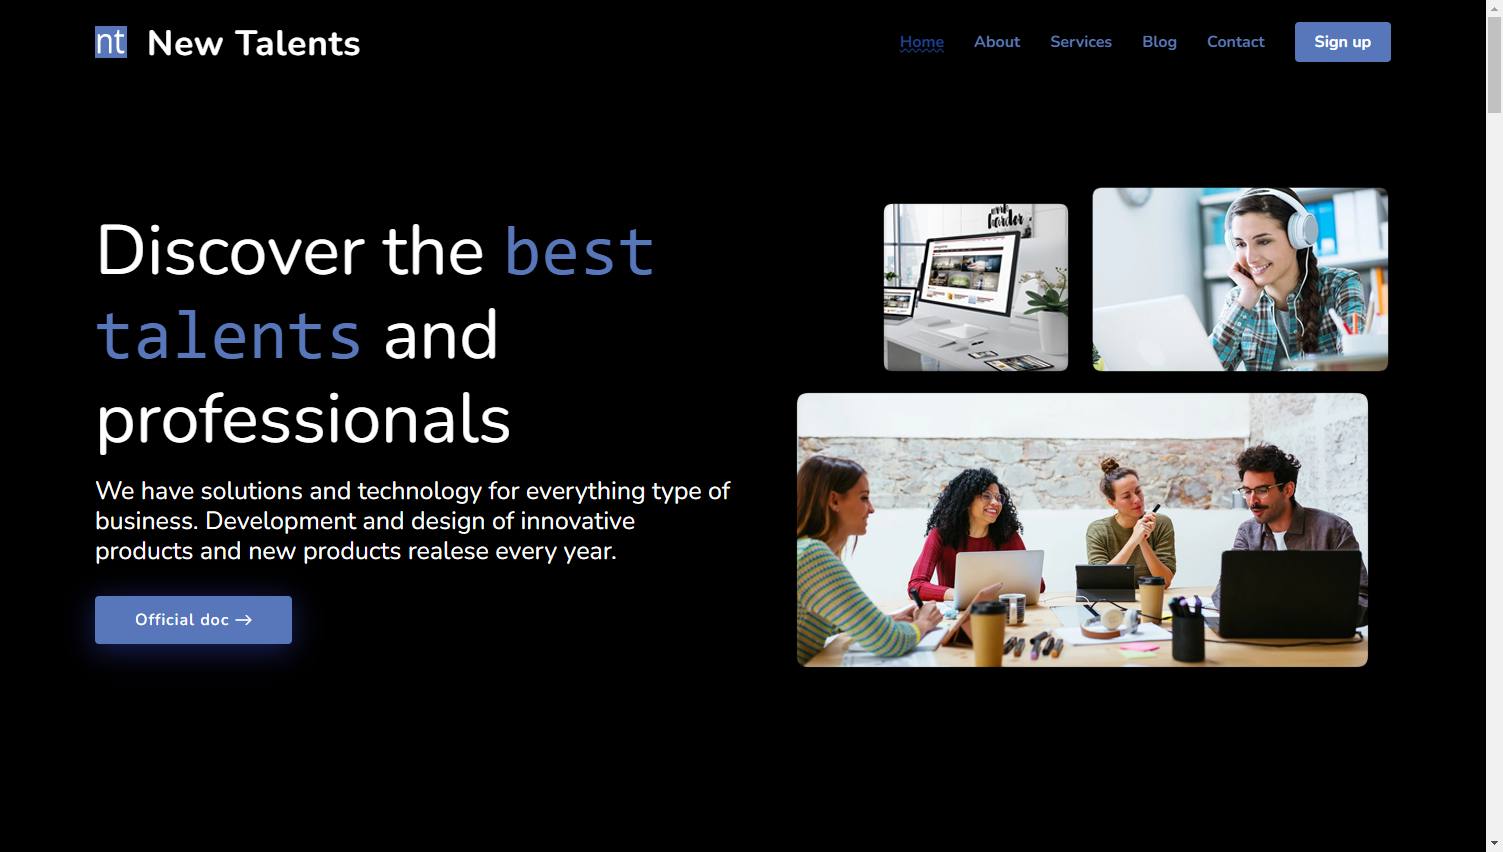 nt New Talents
Home About Services Blog Contact Sign up
Discover the best
talents and
professionals
We have solutions and technology for everything type of
business. Development and design of innovative
products and new products realese every year.
Official doc →
work
harder